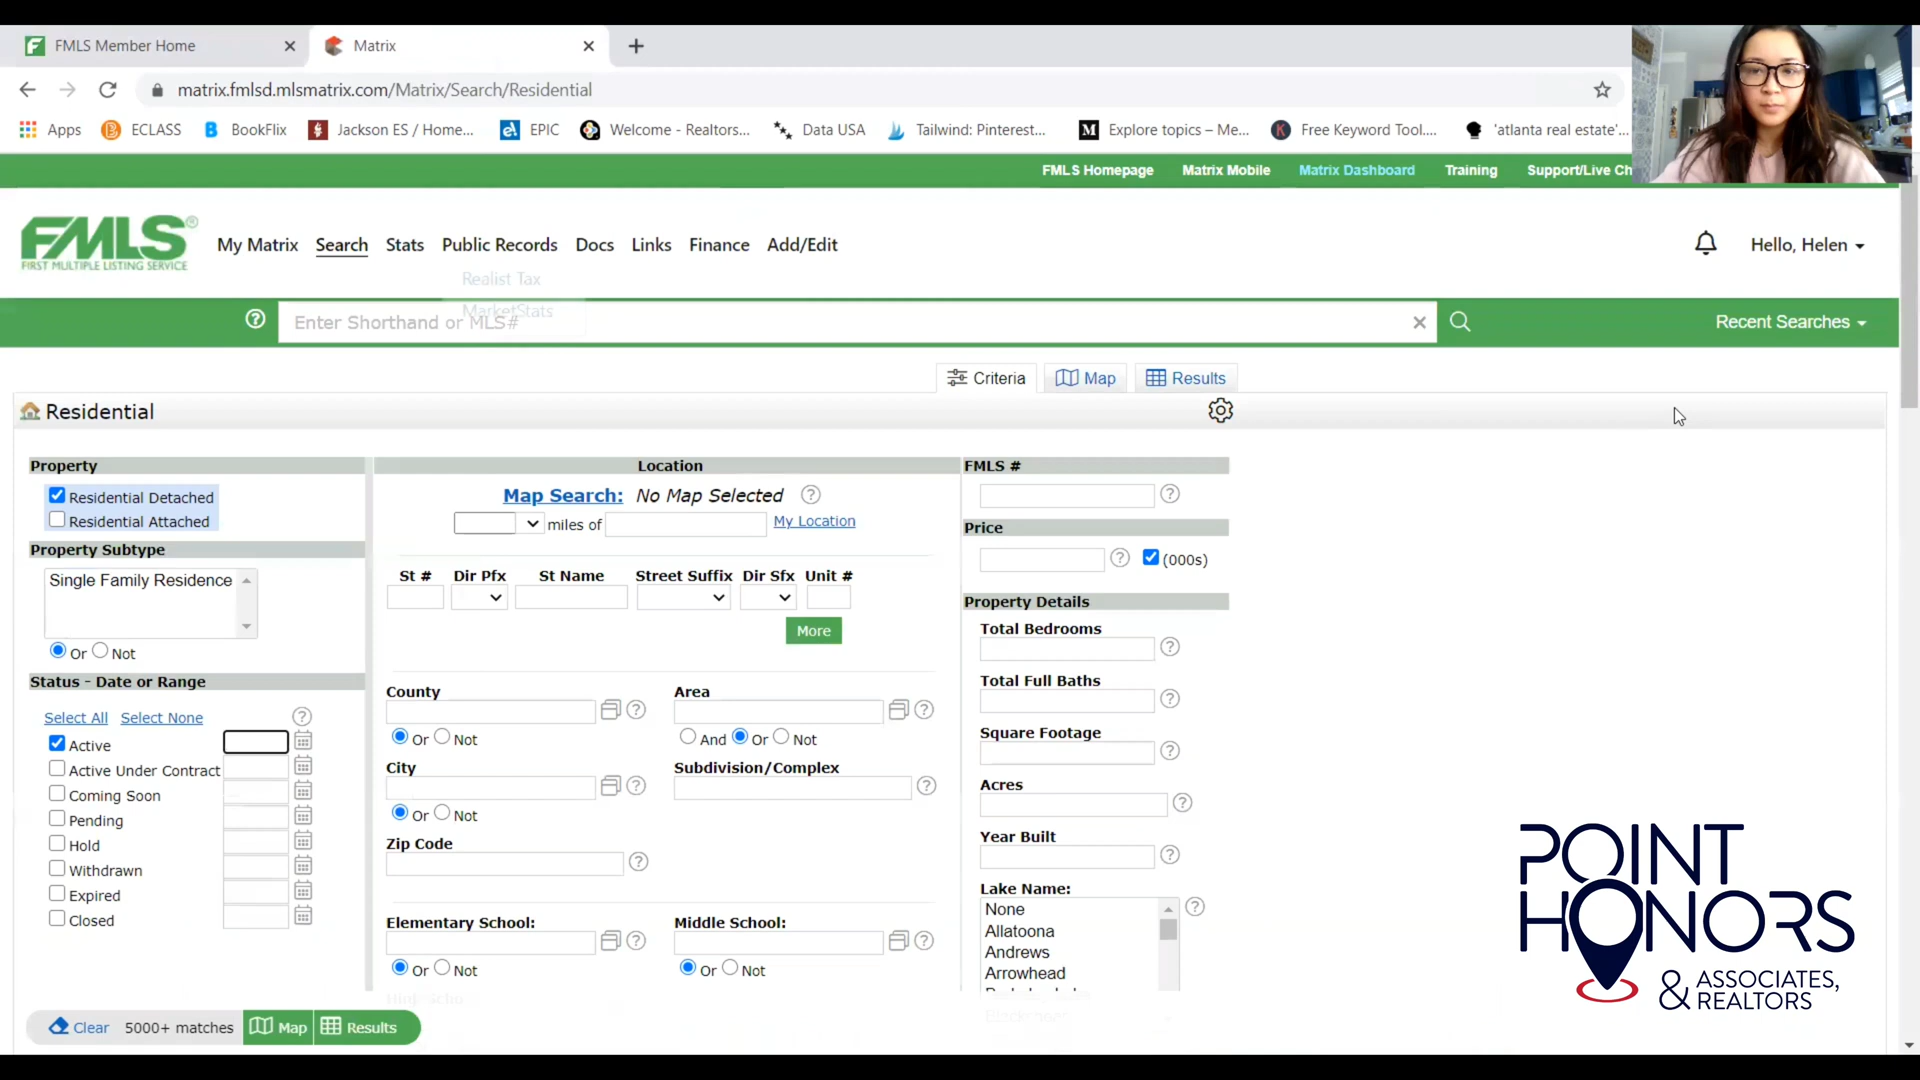 FMLS Member Home
Matrix
matrix.fmlsd.mlsmatrix.com/Matrix/Search/Residential
Apps
ECLASS
BookFlix
Jackson ES / Home...
EPIC
Welcome - Realtors...
Data USA
Tailwind: Pinterest...
Explore topics – Me...
Free Keyword Tool....
'atlanta real estate'...
FMLS Homepage
Matrix Mobile
Matrix Dashboard
Training
Support/Live Ch
FMLS®
FIRST MULTIPLE LISTING SERVICE
My Matrix
Search
Stats
Public Records
Docs
Links
Finance
Add/Edit
Hello, Helen
Realist Tax
MarketStats
Enter Shorthand or MLS#
Recent Searches
Criteria
Map
Results
Residential
Property
Residential Detached
Residential Attached
Property Subtype
Single Family Residence
Or Not
Status - Date or Range
Select All Select None
Active
Active Under Contract
Coming Soon
Pending
Hold
Withdrawn
Expired
Closed
Location
Map Search: No Map Selected
miles of
My Location
St # Dir Pfx St Name Street Suffix Dir Sfx Unit #
More
County
Or Not
Area
And Or Not
City
Or Not
Subdivision/Complex
Zip Code
Elementary School:
Or Not
Middle School:
Or Not
FMLS #
Price
(000s)
Property Details
Total Bedrooms
Total Full Baths
Square Footage
Acres
Year Built
Lake Name:
None
Allatoona
Andrews
Arrowhead
Clear
5000+ matches
Map
Results
POINT
HONORS
& ASSOCIATES,
REALTORS